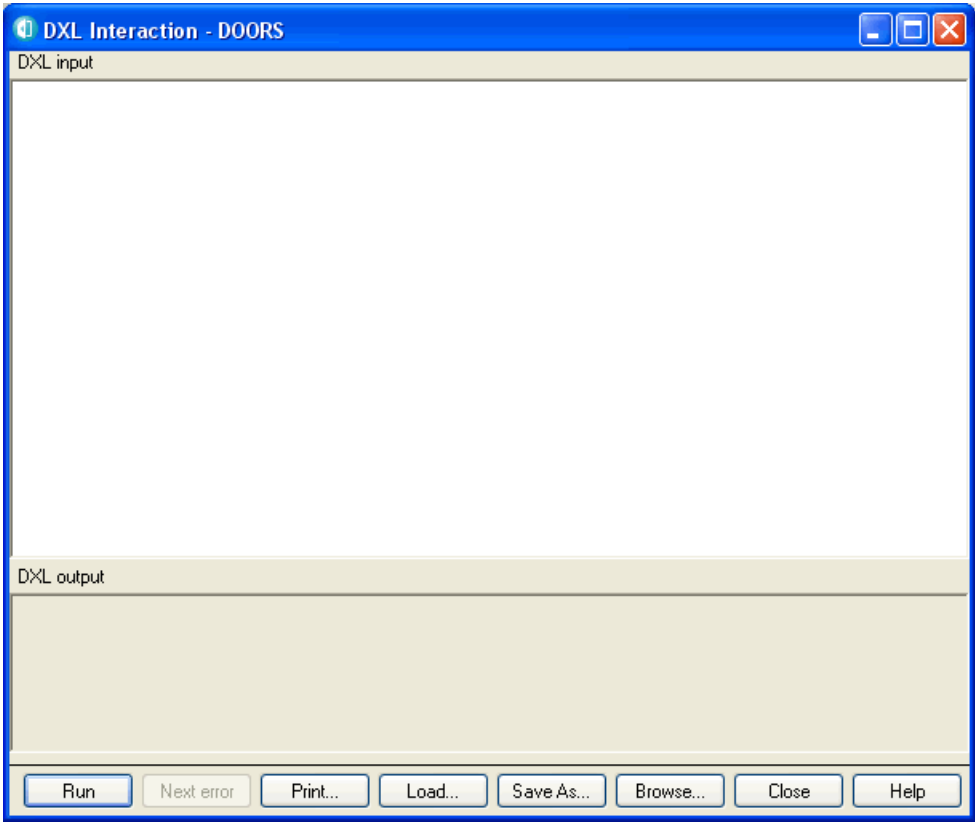 DXL Interaction - DOORS
DXL input
DXL output
Run Next error Print... Load... Save As... Browse... Close Help